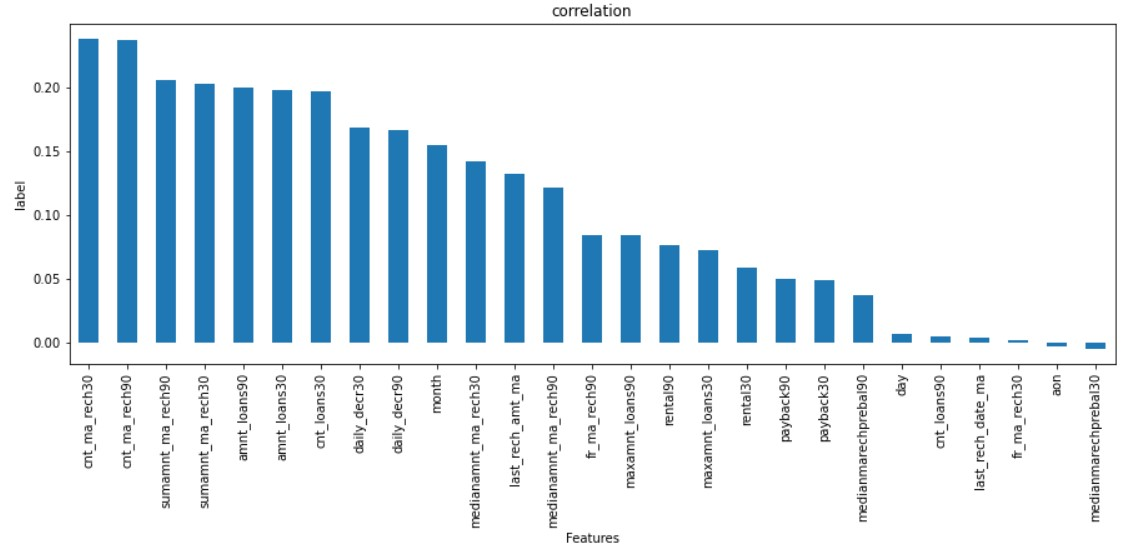 correlation
0.20
0.15
0.10
0.05
0.00
label
cnt_ma_rech30
cnt_ma_rech90
sumamnt_ma_rech90
sumamnt_ma_rech30
amnt_loans90
amnt_loans30
cnt_loans30
daily_decr30
daily_decr90
month
medianamnt_ma_rech30
last_rech_amt_ma
medianamnt_ma_rech90
fr_ma_rech90
maxamnt_loans90
rental90
maxamnt_loans30
rental30
payback90
payback30
medianmarechprebal90
day
cnt_loans90
last_rech_date_ma
fr_ma_rech30
aon
medianmarechprebal30
Features